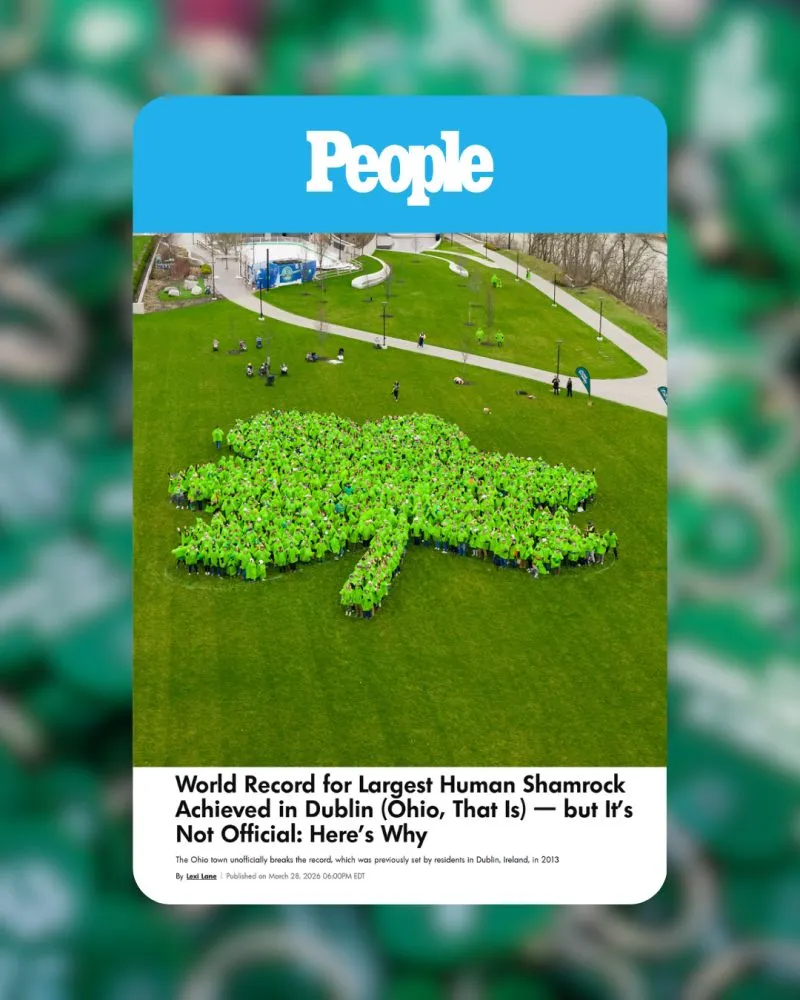 People
World Record for Largest Human Shamrock
Achieved in Dublin (Ohio, That Is) — but It's
Not Official: Here's Why
The Ohio town unofficially breaks the record, which was previously set by residents in Dublin, Ireland, in 2013
By Lexi Lane | Published on March 28, 2026 06:00PM EDT